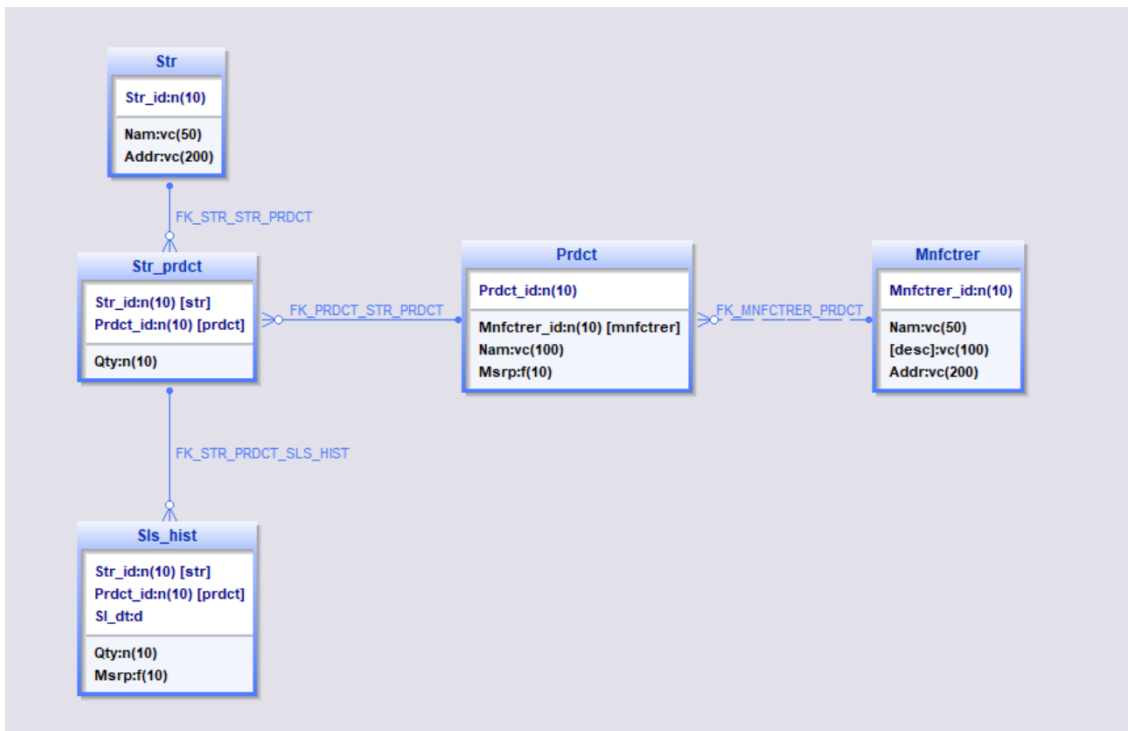 Str
Str_id:n(10)
Nam:vc(50)
Addr:vc(200)
FK_STR_STR_PRDCT
Str_prdct
Str_id:n(10) [str]
Prdct_id:n(10) [prdct]
Qty:n(10)
FK_PRDCT_STR_PRDCT
Prdct
Prdct_id:n(10)
Mnfctrer_id:n(10) [mnfctrer]
Nam:vc(100)
Msrp:f(10)
FK_MNFCTRER_PRDCT
Mnfctrer
Mnfctrer_id:n(10)
Nam:vc(50)
[desc]:vc(100)
Addr:vc(200)
FK_STR_PRDCT_SLS_HIST
Sls_hist
Str_id:n(10) [str]
Prdct_id:n(10) [prdct]
Sl_dt:d
Qty:n(10)
Msrp:f(10)